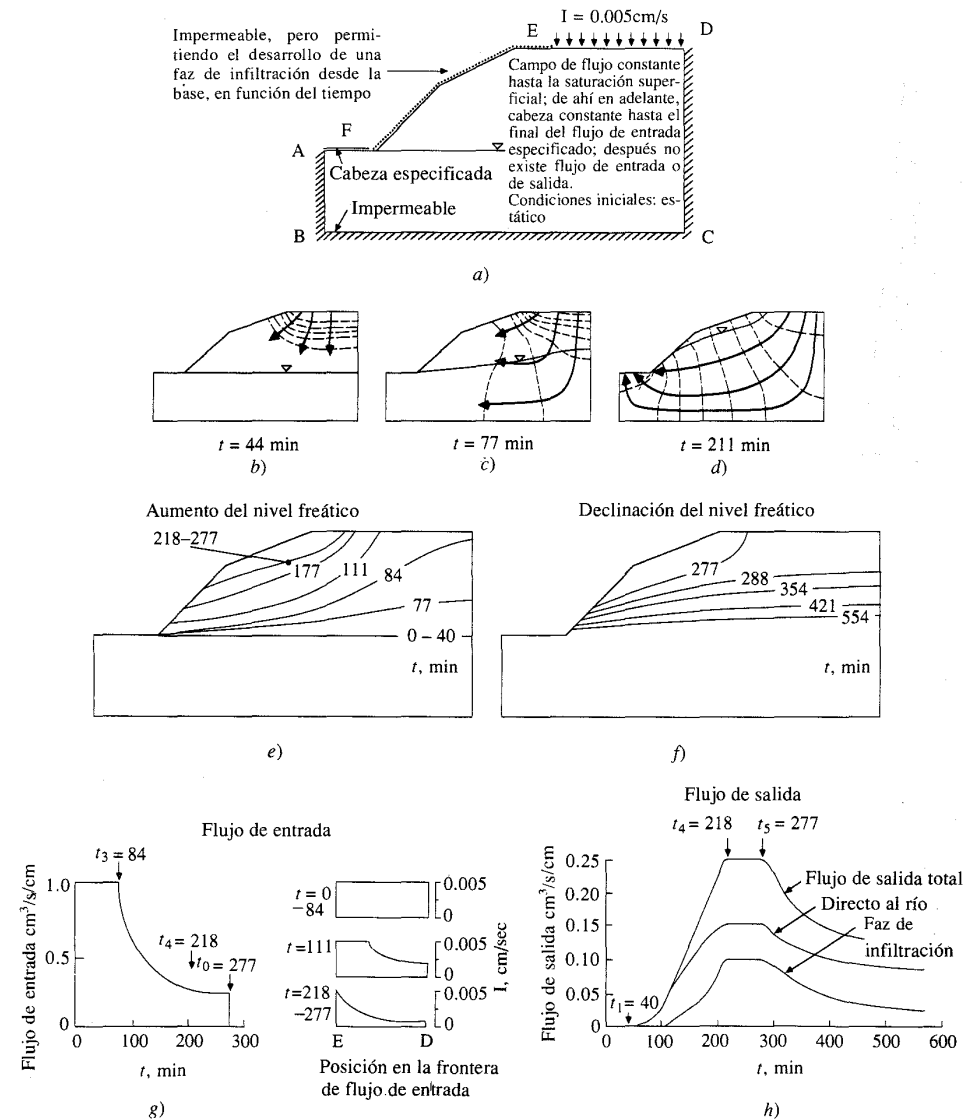 I = 0.005cm/s
Impermeable, pero permi-
tiendo el desarrollo de una
faz de infiltración desde la
base, en función del tiempo
E
D
Campo de flujo constante
hasta la saturación super-
ficial; de ahí en adelante,
cabeza constante hasta el
final del flujo de entrada
especificado; después no
existe flujo de entrada o
de salida.
Condiciones iniciales: es-
tático
F
A
Cabeza especificada
Impermeable
B
C
a)
t = 44 min
b)
t = 77 min
c)
t = 211 min
d)
Aumento del nivel freático
218–277
177
111
84
77
0 – 40
t, min
e)
Declinación del nivel freático
277
288
354
421
554
t, min
f)
Flujo de entrada
Flujo de entrada cm³/s/cm
t₃ = 84
1.0
t₄ = 218
0.5
t₀ = 277
0
0 100 200 300
t, min
t = 0
–84
0.005
0
t = 111
0.005
0
t = 218
–277
0.005
0
I, cm/sec
E D
Posición en la frontera
de flujo de entrada
g)
Flujo de salida
t₄ = 218 t₅ = 277
Flujo de salida cm³/s/cm
0.25
0.20
0.15
0.10
0.05
0
Flujo de salida total
Directo al río
Faz de
infiltración
t₁ = 40
0 100 200 300 400 500 600
t, min
h)